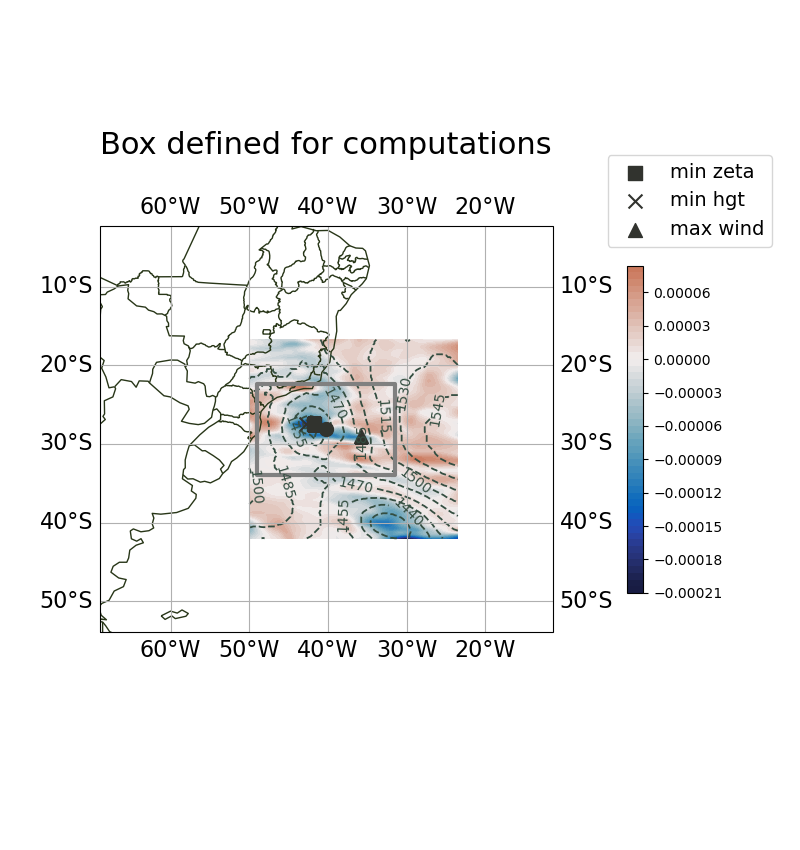 Box defined for computations
min zeta
min hgt
max wind
60°W 50°W 40°W 30°W 20°W
10°S 10°S
20°S 20°S
30°S 30°S
40°S 40°S
50°S 50°S
60°W 50°W 40°W 30°W 20°W
1530
1545
1470
1515
1485
1500
1470
1500
1455
1440
0.00006
0.00003
0.00000
−0.00003
−0.00006
−0.00009
−0.00012
−0.00015
−0.00018
−0.00021